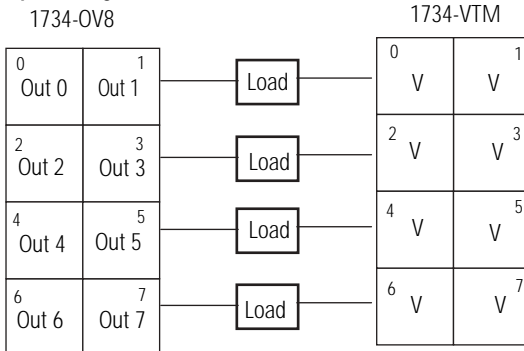 1734-OV8
1734-VTM
0 1 0 1
Out 0 Out 1 Load V V
2 3 2 3
Out 2 Out 3 Load V V
4 5 4 5
Out 4 Out 5 Load V V
6 7 6 7
Out 6 Out 7 Load V V